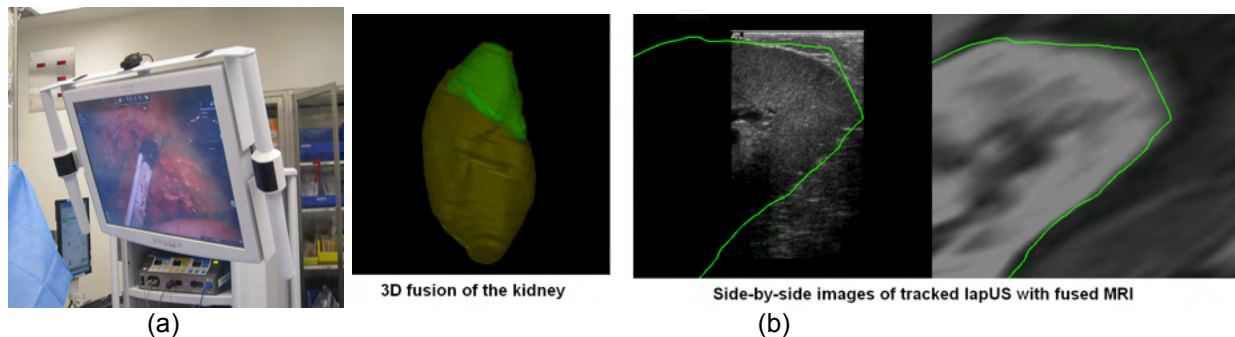 3D fusion of the kidney
Side-by-side images of tracked lapUS with fused MRI
(a)
(b)